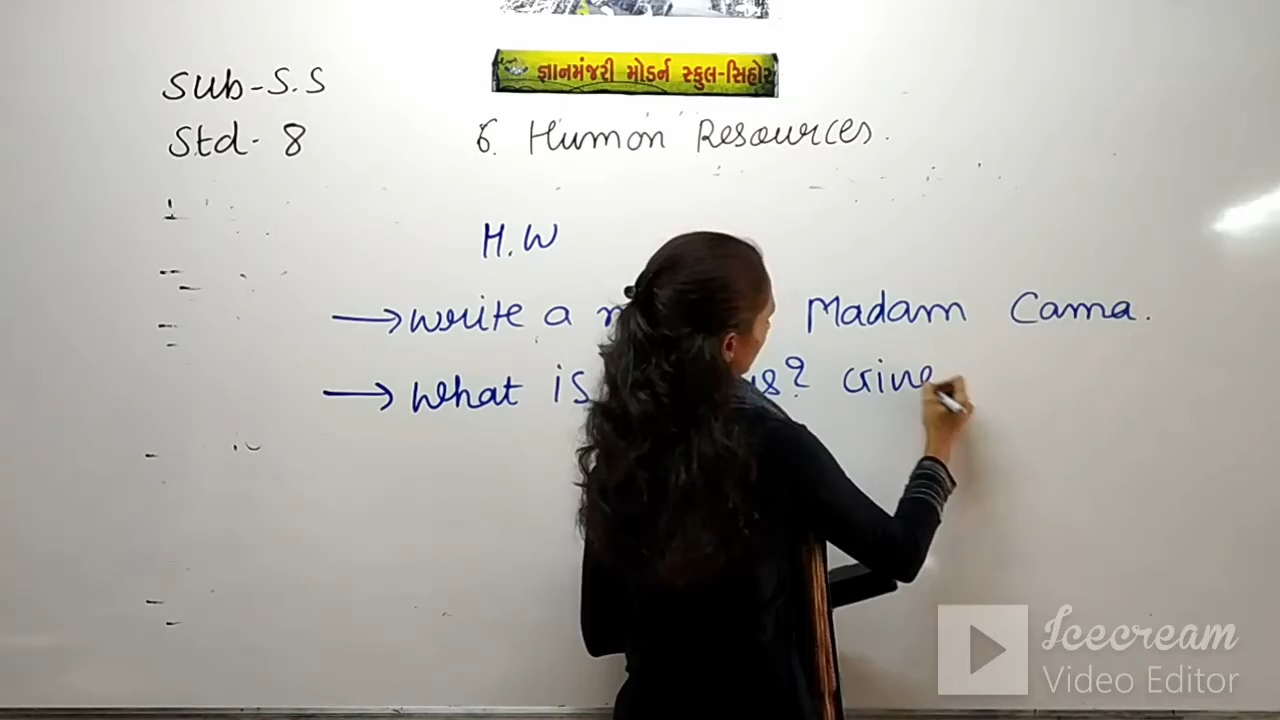 જ્ઞાનમંજરી મોડર્ન સ્કુલ-સિહોર
Sub-S.S
Std- 8
6. Human Resources.
H.W
→ write a Madam Cama.
→ What is ? Give
Icecream
Video Editor